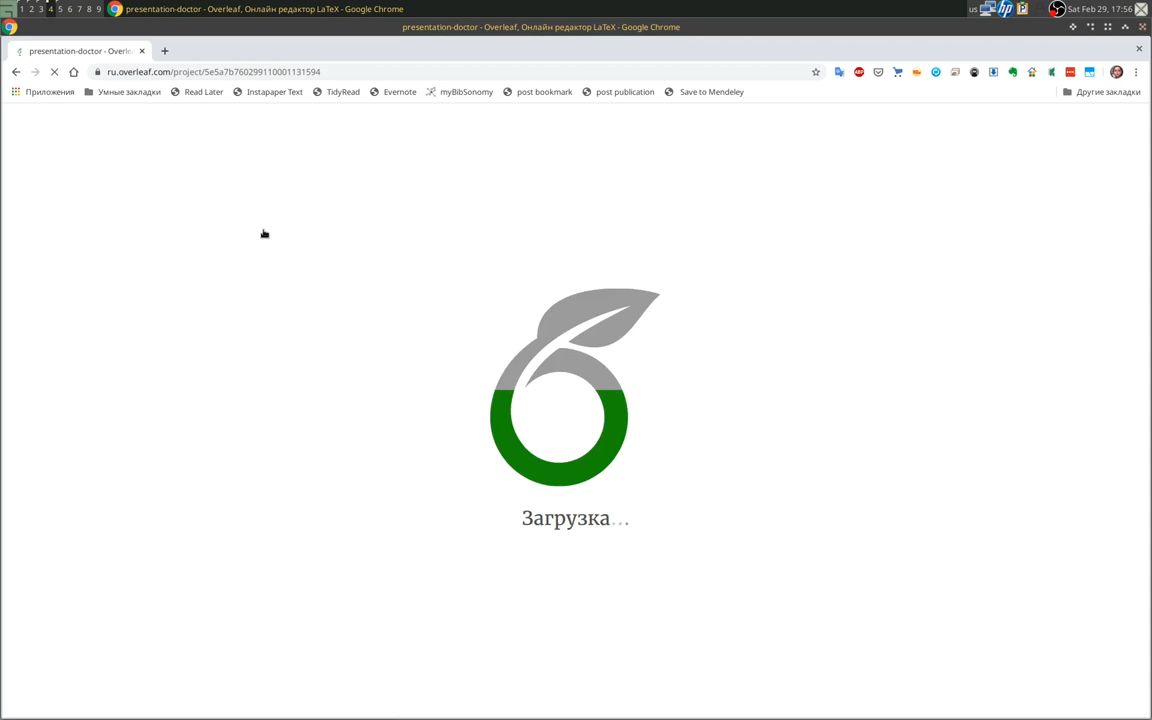 1 2 3 4 5 6 7 8 9 presentation-doctor - Overleaf, Онлайн редактор LaTeX - Google Chrome us Sat Feb 29, 17:56
presentation-doctor - Overleaf, Онлайн редактор LaTeX - Google Chrome
presentation-doctor - Overle
ru.overleaf.com/project/5e5a7b760299110001131594
Приложения Умные закладки Read Later Instapaper Text TidyRead Evernote myBibSonomy post bookmark post publication Save to Mendeley Другие закладки
Загрузка...